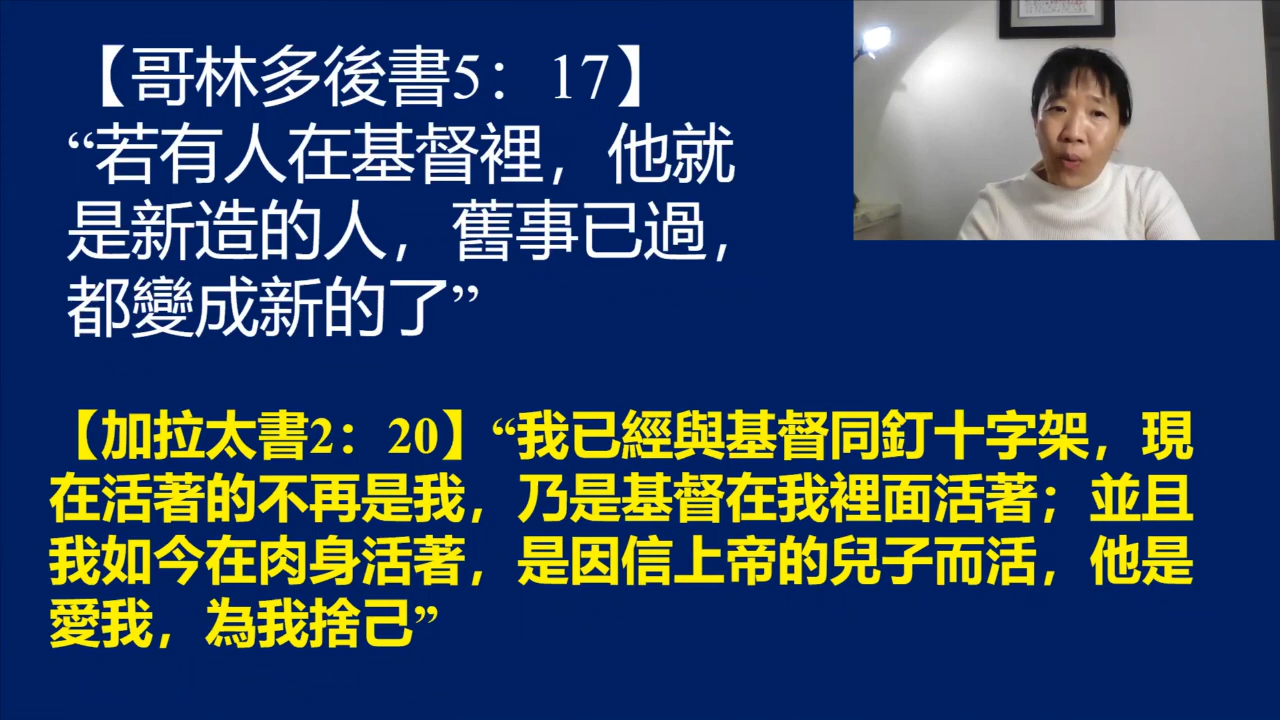 【哥林多後書5：17】
“若有人在基督裡，他就
是新造的人，舊事已過，
都變成新的了”
【加拉太書2：20】“我已經與基督同釘十字架，現
在活著的不再是我，乃是基督在我裡面活著；並且
我如今在肉身活著，是因信上帝的兒子而活，他是
愛我，為我捨己”